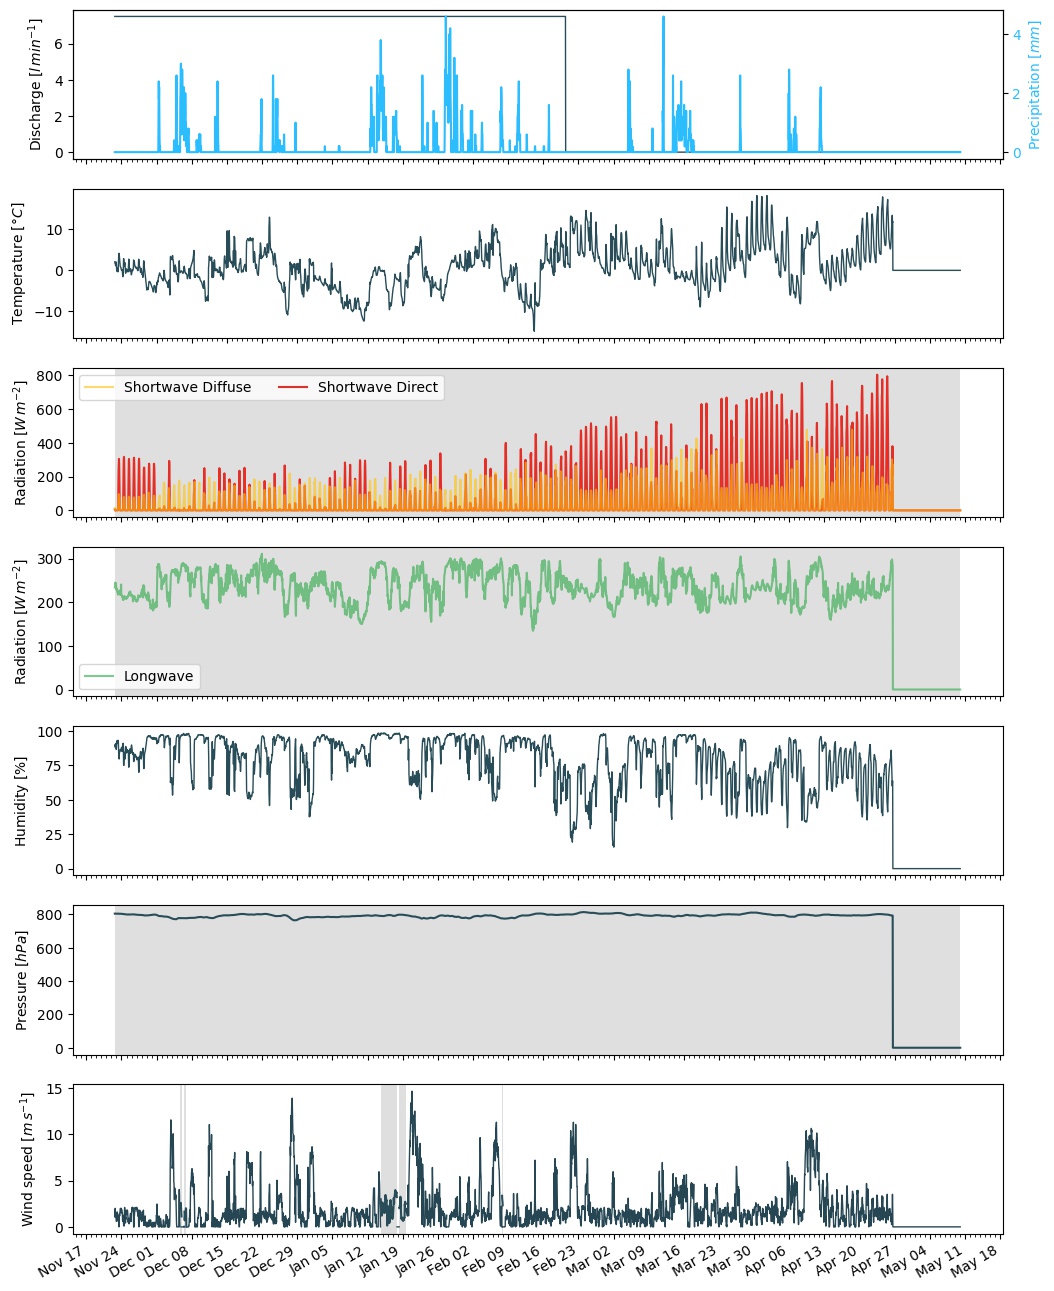 Discharge [l min⁻¹]
6
4
2
0
4
2
0
Precipitation [mm]
Temperature [°C]
10
0
−10
Radiation [W m⁻²]
800
600
400
200
0
Shortwave Diffuse
Shortwave Direct
Radiation [W m⁻²]
300
200
100
0
Longwave
Humidity [%]
100
75
50
25
0
Pressure [hPa]
800
600
400
200
0
Wind speed [m s⁻¹]
15
10
5
0
Nov 17
Nov 24
Dec 01
Dec 08
Dec 15
Dec 22
Dec 29
Jan 05
Jan 12
Jan 19
Jan 26
Feb 02
Feb 09
Feb 16
Feb 23
Mar 02
Mar 09
Mar 16
Mar 23
Mar 30
Apr 06
Apr 13
Apr 20
Apr 27
May 04
May 11
May 18